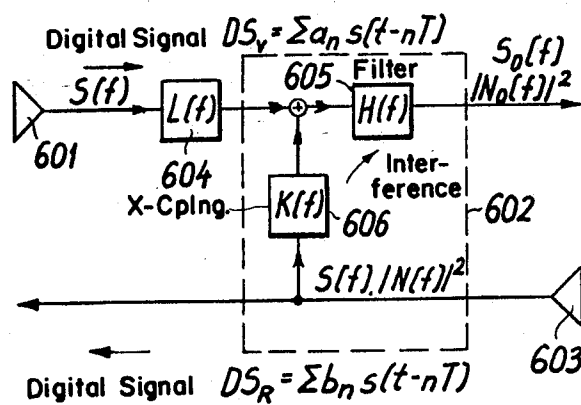 Digital Signal DS_v = Σa_n s(t-nT)
S(f)
605 Filter
S_0(f)
|N_0(f)|²
601
L(f)
+
H(f)
604
Inter-
ference
X-Cplng.
K(f)
606
602
S(f), |N(f)|²
603
Digital Signal DS_R = Σb_n s(t-nT)